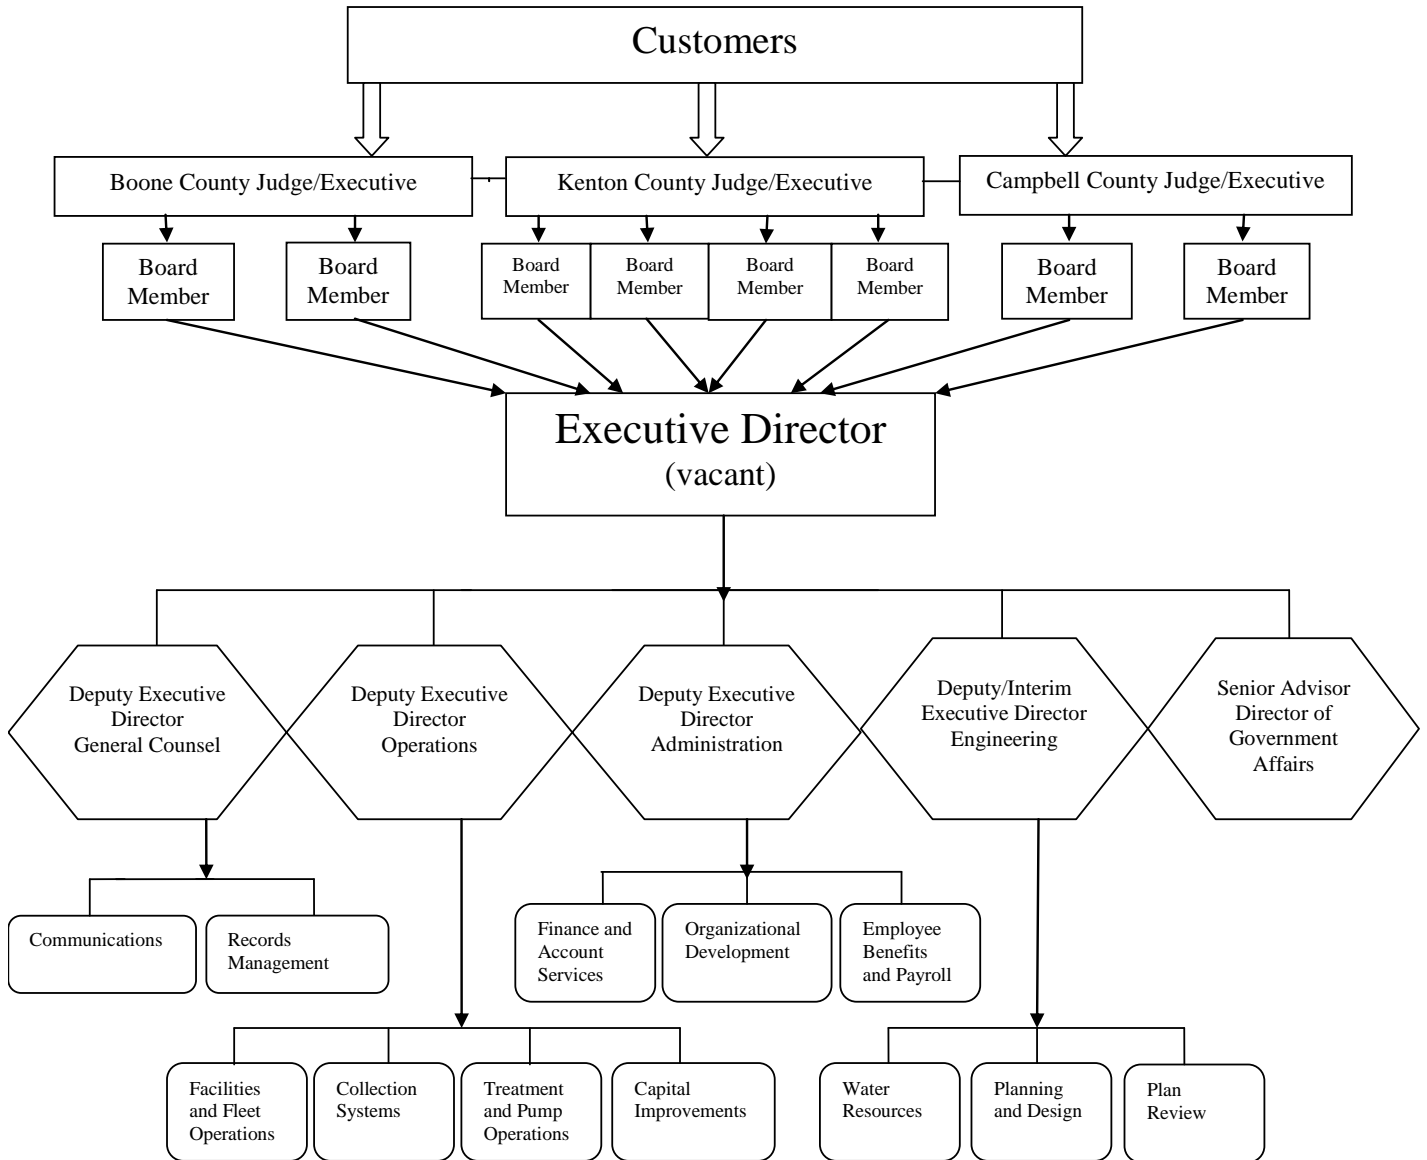 Customers
Boone County Judge/Executive
Kenton County Judge/Executive
Campbell County Judge/Executive
Board
Member
Board
Member
Board
Member
Board
Member
Board
Member
Board
Member
Board
Member
Board
Member
Executive Director
(vacant)
Deputy Executive
Director
General Counsel
Deputy Executive
Director
Operations
Deputy Executive
Director
Administration
Deputy/Interim
Executive Director
Engineering
Senior Advisor
Director of
Government
Affairs
Communications
Records
Management
Finance and
Account
Services
Organizational
Development
Employee
Benefits
and Payroll
Facilities
and Fleet
Operations
Collection
Systems
Treatment
and Pump
Operations
Capital
Improvements
Water
Resources
Planning
and Design
Plan
Review